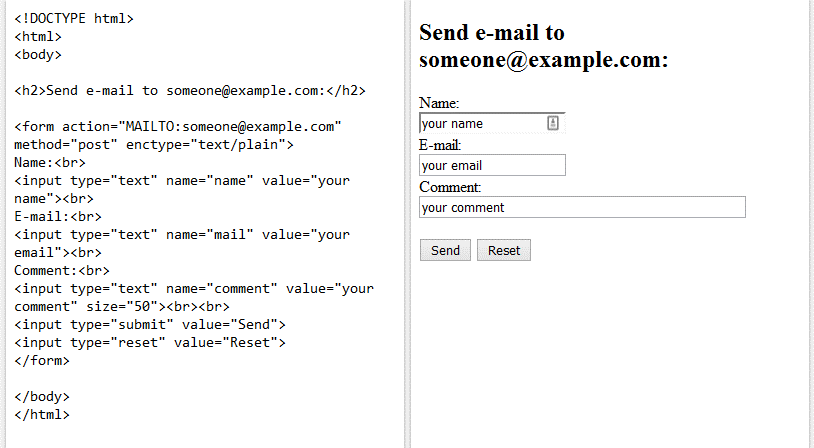 <!DOCTYPE html>
<html>
<body>
<h2>Send e-mail to someone@example.com:</h2>
<form action="MAILTO:someone@example.com"
method="post" enctype="text/plain">
Name:<br>
<input type="text" name="name" value="your
name"><br>
E-mail:<br>
<input type="text" name="mail" value="your
email"><br>
Comment:<br>
<input type="text" name="comment" value="your
comment" size="50"><br><br>
<input type="submit" value="Send">
<input type="reset" value="Reset">
</form>
</body>
</html>
Send e-mail to
someone@example.com:
Name:
your name
E-mail:
your email
Comment:
your comment
Send Reset